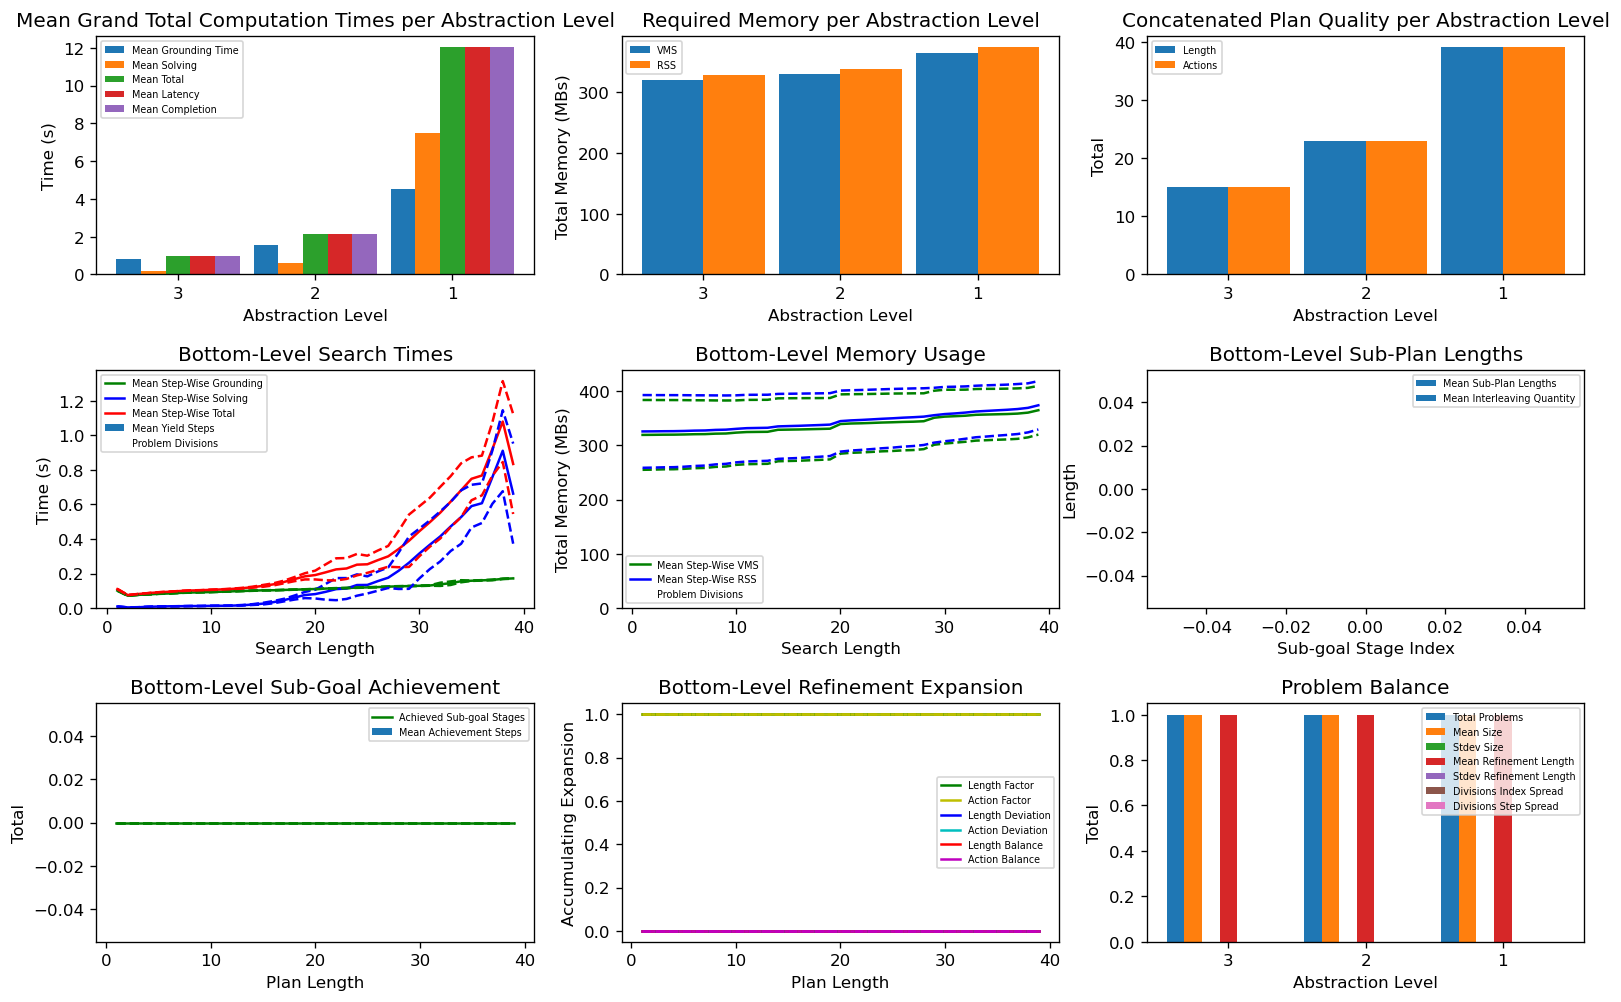 Mean Grand Total Computation Times per Abstraction Level
Time (s)
12
10
8
6
4
2
0
Mean Grounding Time
Mean Solving
Mean Total
Mean Latency
Mean Completion
3 2 1
Abstraction Level
Required Memory per Abstraction Level
Total Memory (MBs)
300
200
100
0
VMS
RSS
3 2 1
Abstraction Level
Concatenated Plan Quality per Abstraction Level
Total
40
30
20
10
0
Length
Actions
3 2 1
Abstraction Level
Bottom-Level Search Times
Time (s)
1.2
1.0
0.8
0.6
0.4
0.2
0.0
Mean Step-Wise Grounding
Mean Step-Wise Solving
Mean Step-Wise Total
Mean Yield Steps
Problem Divisions
0 10 20 30 40
Search Length
Bottom-Level Memory Usage
Total Memory (MBs)
400
300
200
100
0
Mean Step-Wise VMS
Mean Step-Wise RSS
Problem Divisions
0 10 20 30 40
Search Length
Bottom-Level Sub-Plan Lengths
Length
0.04
0.02
0.00
−0.02
−0.04
Mean Sub-Plan Lengths
Mean Interleaving Quantity
−0.04 −0.02 0.00 0.02 0.04
Sub-goal Stage Index
Bottom-Level Sub-Goal Achievement
Total
0.04
0.02
0.00
−0.02
−0.04
Achieved Sub-goal Stages
Mean Achievement Steps
0 10 20 30 40
Plan Length
Bottom-Level Refinement Expansion
Accumulating Expansion
1.0
0.8
0.6
0.4
0.2
0.0
Length Factor
Action Factor
Length Deviation
Action Deviation
Length Balance
Action Balance
0 10 20 30 40
Plan Length
Problem Balance
Total
1.0
0.8
0.6
0.4
0.2
0.0
Total Problems
Mean Size
Stdev Size
Mean Refinement Length
Stdev Refinement Length
Divisions Index Spread
Divisions Step Spread
3 2 1
Abstraction Level